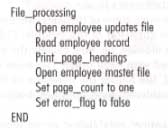 File_processing
Open employee updates file
Read employee record
Print_page_headings
Open employee master file
Set page_count to one
Set error_flag to false
END